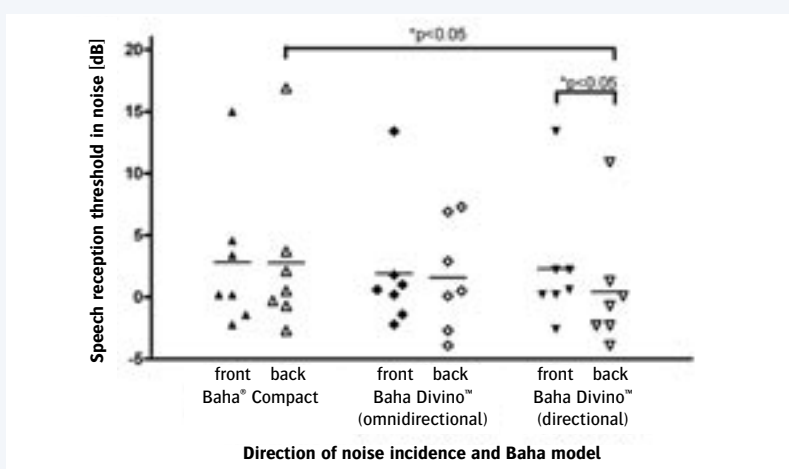 *p<0.05
*p<0.05
Speech reception threshold in noise [dB]
20
15
10
5
0
-5
front back front back front back
Baha® Compact Baha Divino™ Baha Divino™
(omnidirectional) (directional)
Direction of noise incidence and Baha model